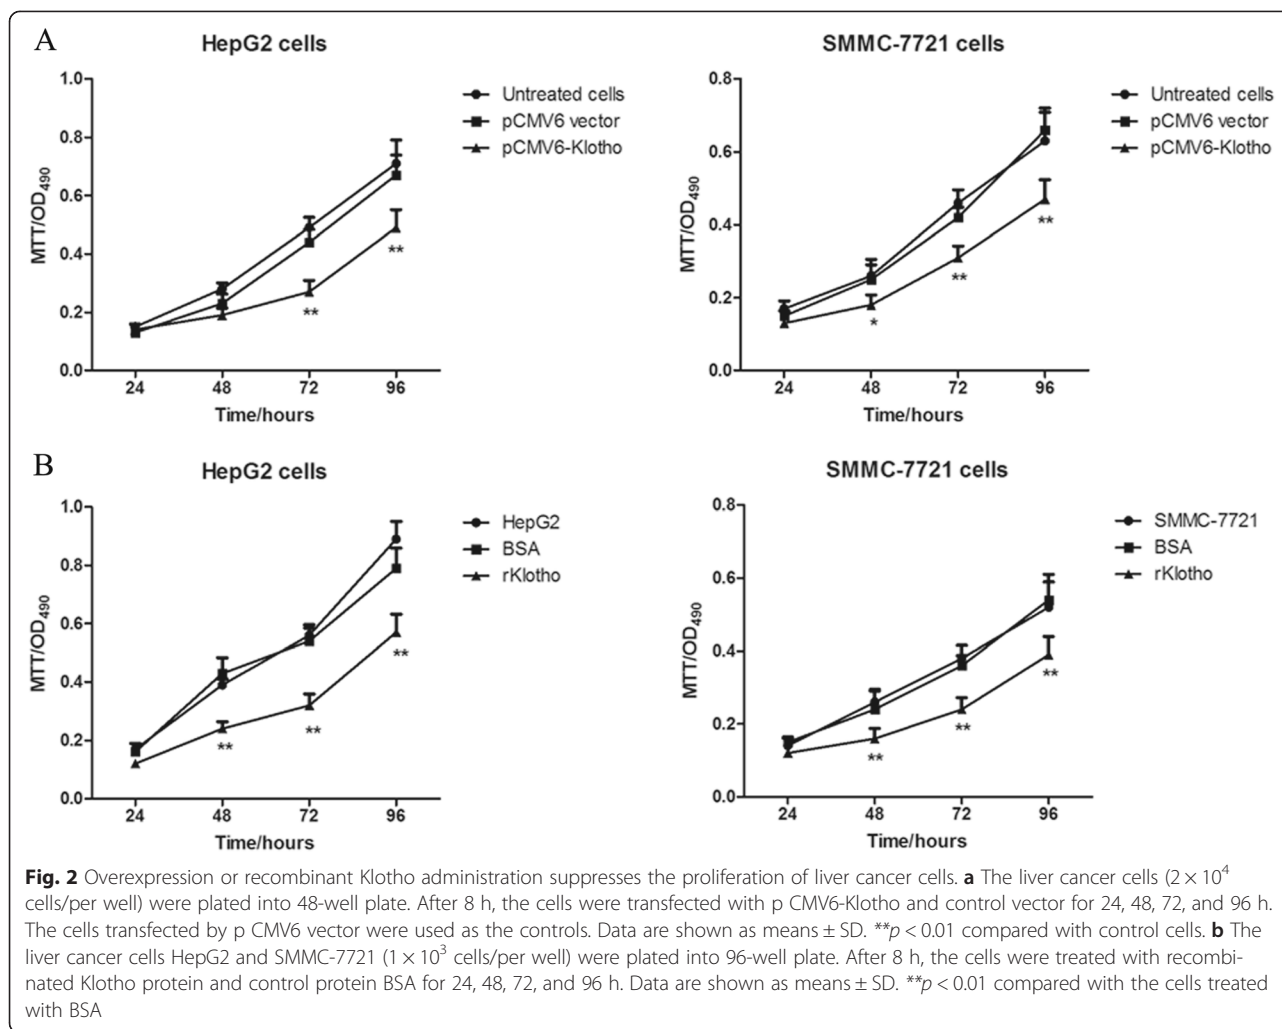 A
HepG2 cells
MTT/OD490
1.0
0.8
0.6
0.4
0.2
0.0
24 48 72 96
Time/hours
Untreated cells
pCMV6 vector
pCMV6-Klotho
**
**
SMMC-7721 cells
MTT/OD490
0.8
0.6
0.4
0.2
0.0
24 48 72 96
Time/hours
Untreated cells
pCMV6 vector
pCMV6-Klotho
*
**
**
B
HepG2 cells
MTT/OD490
1.0
0.8
0.6
0.4
0.2
0.0
24 48 72 96
Time/hours
HepG2
BSA
rKlotho
**
**
**
SMMC-7721 cells
MTT/OD490
0.8
0.6
0.4
0.2
0.0
24 48 72 96
Time/hours
SMMC-7721
BSA
rKlotho
**
**
**
Fig. 2 Overexpression or recombinant Klotho administration suppresses the proliferation of liver cancer cells. a The liver cancer cells (2 × 10⁴
cells/per well) were plated into 48-well plate. After 8 h, the cells were transfected with p CMV6-Klotho and control vector for 24, 48, 72, and 96 h.
The cells transfected by p CMV6 vector were used as the controls. Data are shown as means ± SD. **p < 0.01 compared with control cells. b The
liver cancer cells HepG2 and SMMC-7721 (1 × 10³ cells/per well) were plated into 96-well plate. After 8 h, the cells were treated with recombi-
nated Klotho protein and control protein BSA for 24, 48, 72, and 96 h. Data are shown as means ± SD. **p < 0.01 compared with the cells treated
with BSA